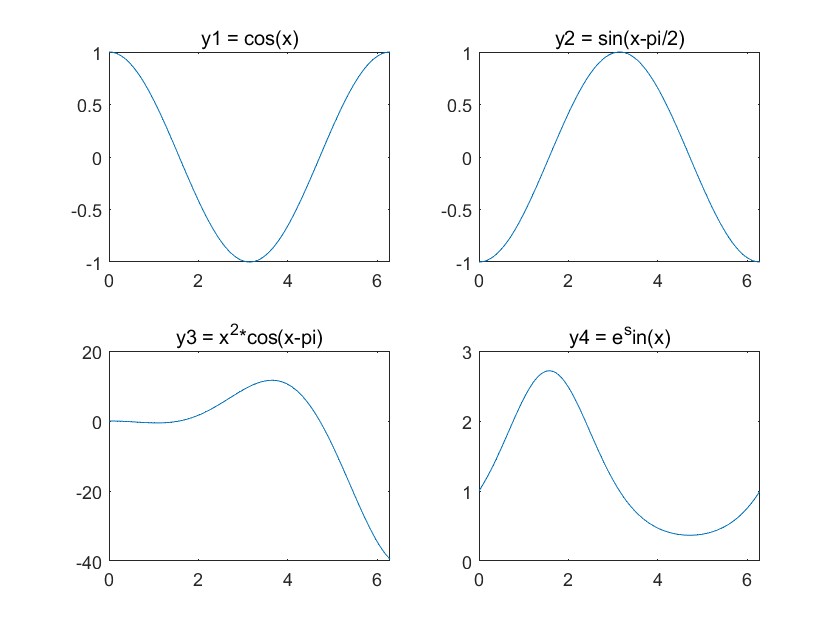 y1 = cos(x)
1
0.5
0
-0.5
-1
0 2 4 6
y2 = sin(x-pi/2)
1
0.5
0
-0.5
-1
0 2 4 6
y3 = x²*cos(x-pi)
20
0
-20
-40
0 2 4 6
y4 = eˢin(x)
3
2
1
0
0 2 4 6